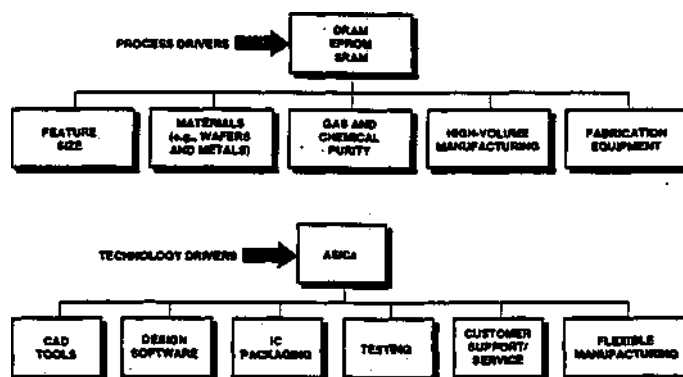 PROCESS DRIVERS
DRAM
EPROM
SRAM
FEATURE
SIZE
MATERIALS
(e.g., WAFERS
AND METALS)
GAS AND
CHEMICAL
PURITY
HIGH-VOLUME
MANUFACTURING
FABRICATION
EQUIPMENT
TECHNOLOGY DRIVERS
ASICs
CAD
TOOLS
DESIGN
SOFTWARE
IC
PACKAGING
TESTING
CUSTOMER
SUPPORT/
SERVICE
FLEXIBLE
MANUFACTURING